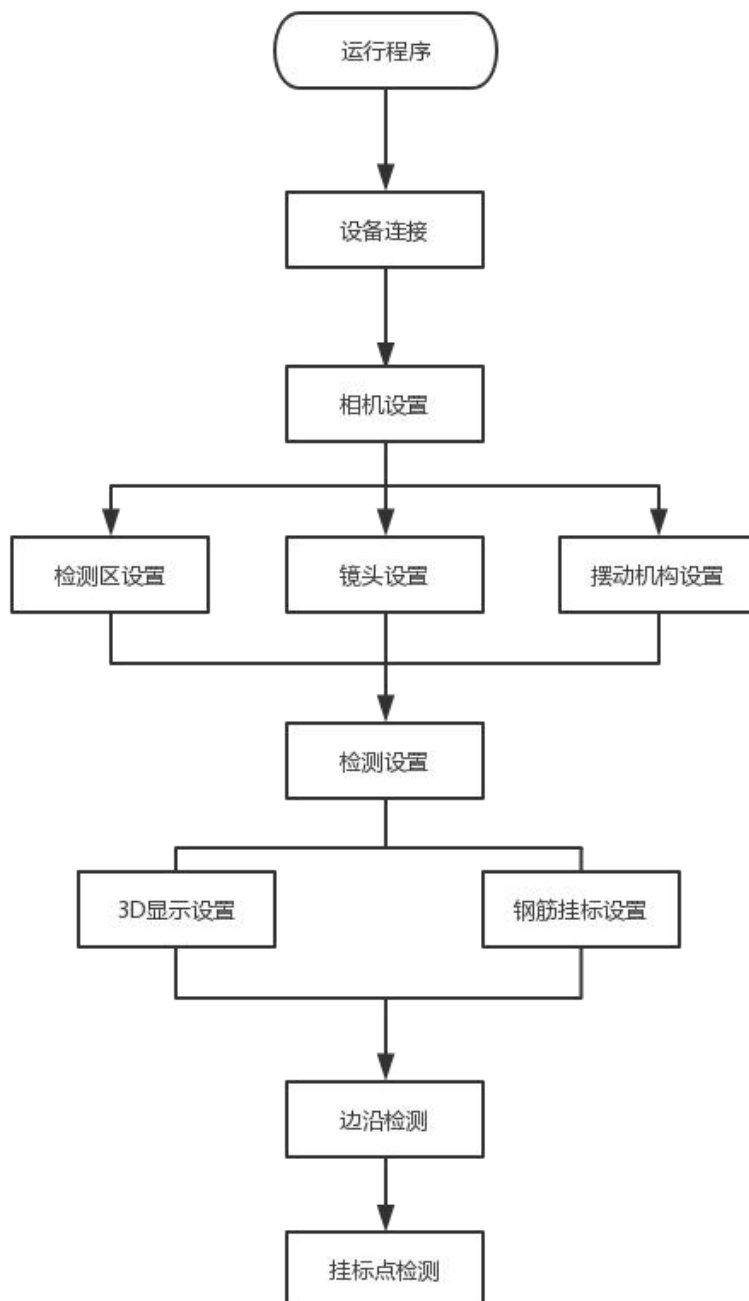 运行程序
设备连接
相机设置
检测区设置
镜头设置
摆动机构设置
检测设置
3D显示设置
钢筋挂标设置
边沿检测
挂标点检测